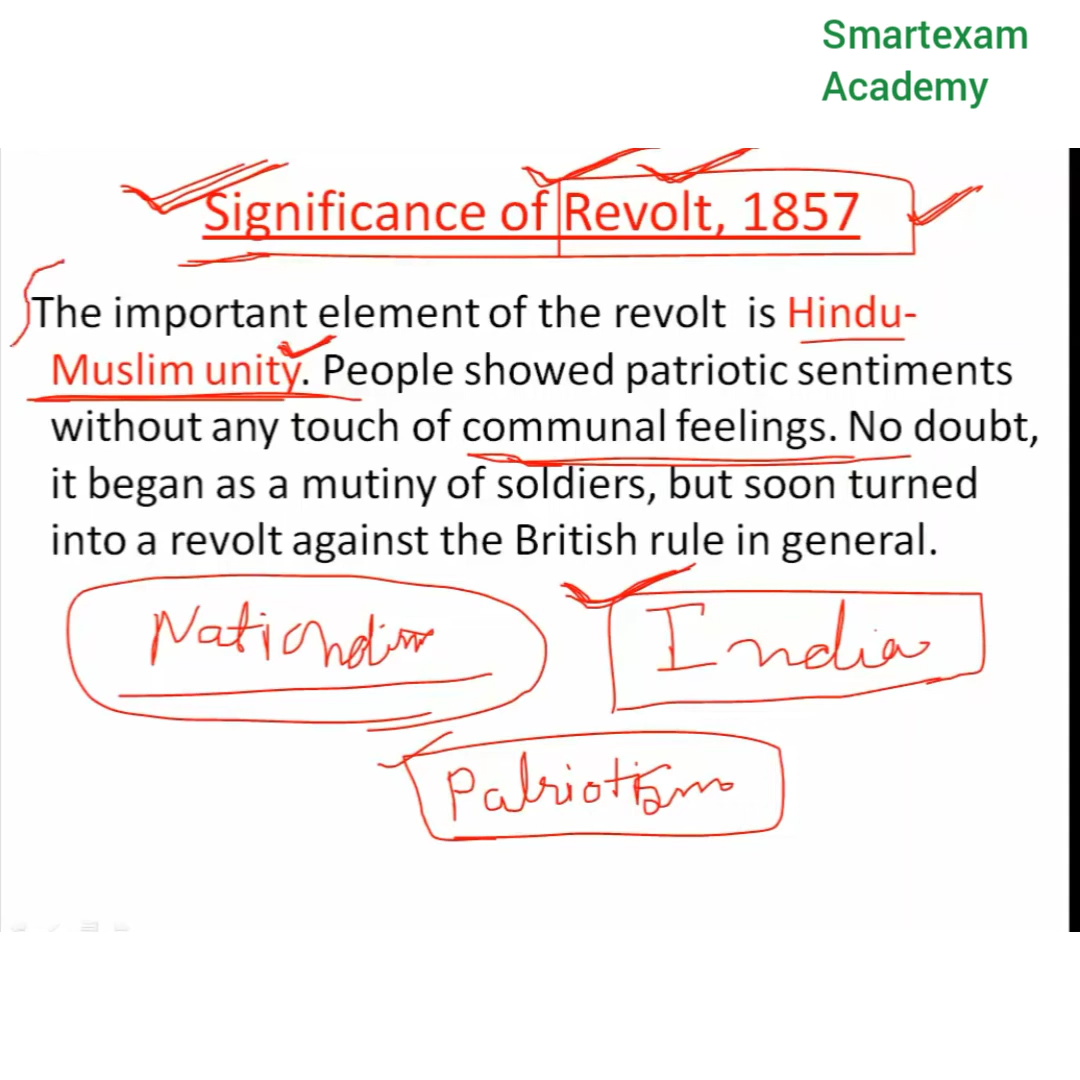 Smartexam
Academy
Significance of Revolt, 1857
The important element of the revolt is Hindu-
Muslim unity. People showed patriotic sentiments
without any touch of communal feelings. No doubt,
it began as a mutiny of soldiers, but soon turned
into a revolt against the British rule in general.
Nationalism
India
Patriotism